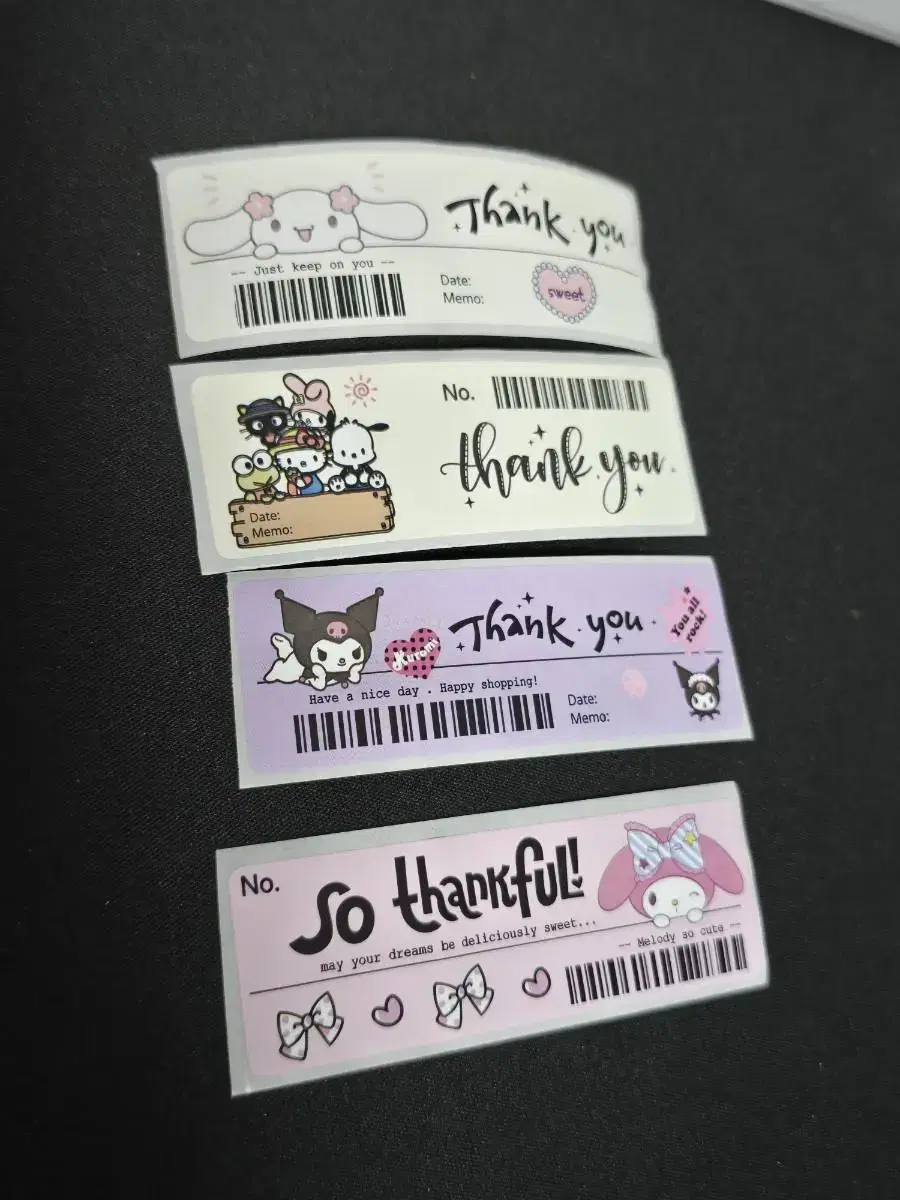 Thank you
-- Just keep on you --
Date:
Memo:
sweet
No.
thank you
Date:
Memo:
Thank you
You all
rock!
Kuromi
Have a nice day . Happy shopping!
Date:
Memo:
No.
So thankful!
may your dreams be deliciously sweet...
-- Melody so cute --